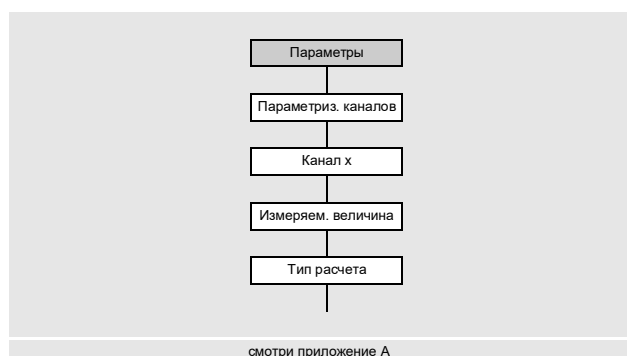 Параметры
Параметриз. каналов
Канал x
Измеряем. величина
Тип расчета
смотри приложение A